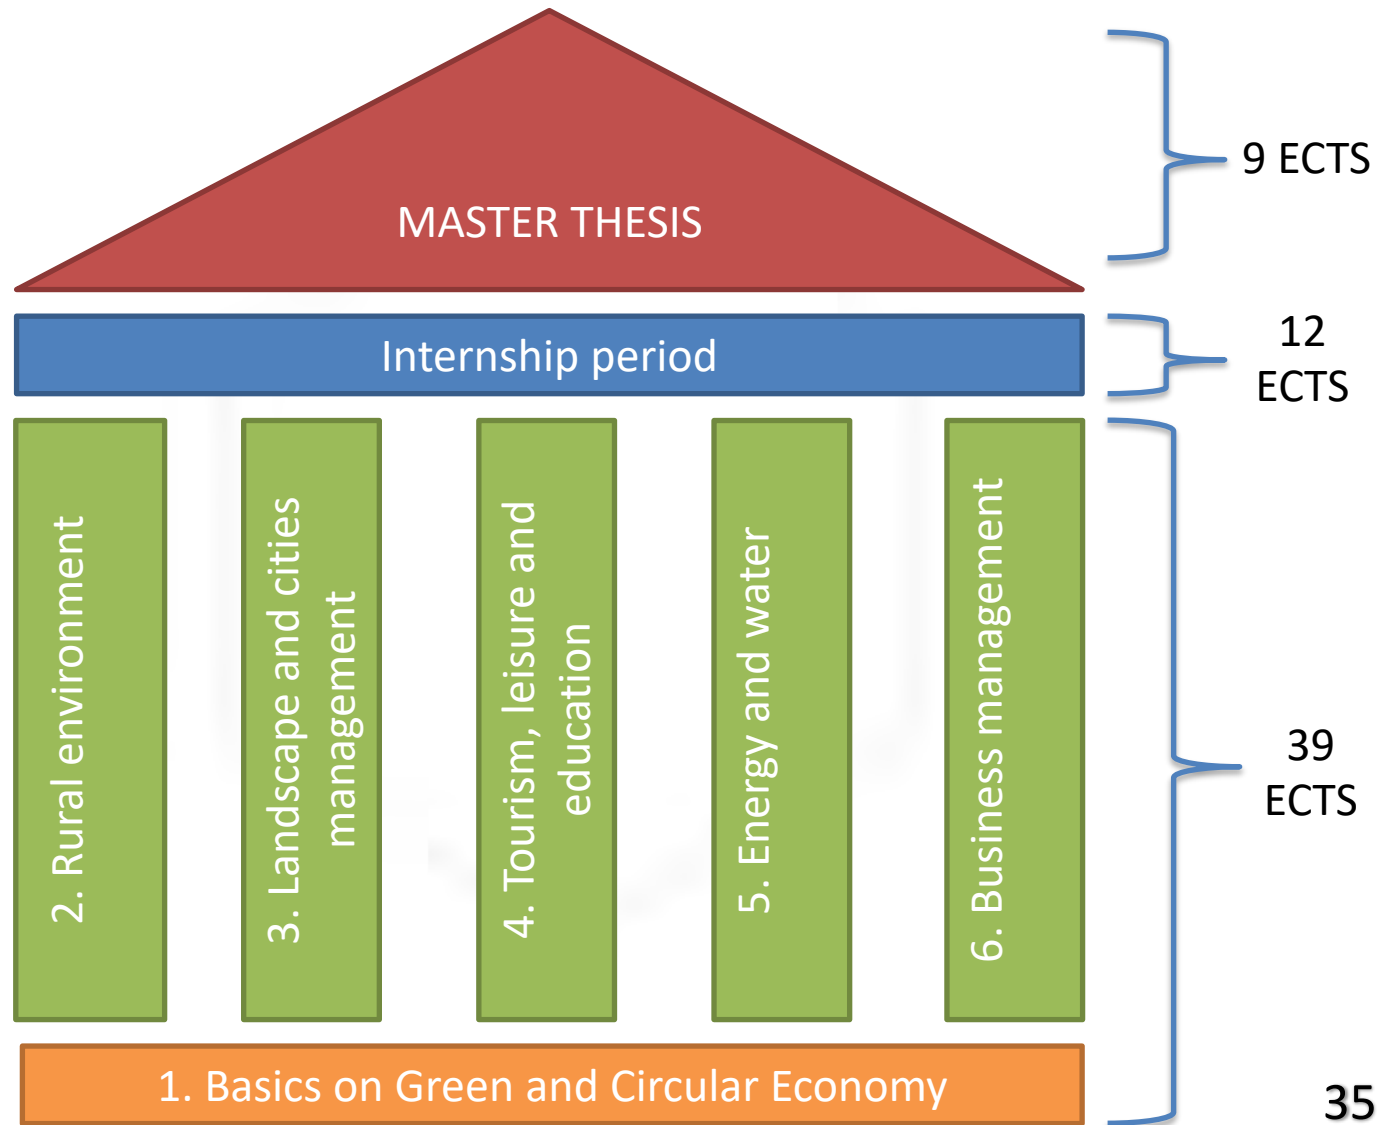 MASTER THESIS
9 ECTS
Internship period
12
ECTS
2. Rural environment
3. Landscape and cities
management
4. Tourism, leisure and
education
5. Energy and water
6. Business management
39
ECTS
1. Basics on Green and Circular Economy
35